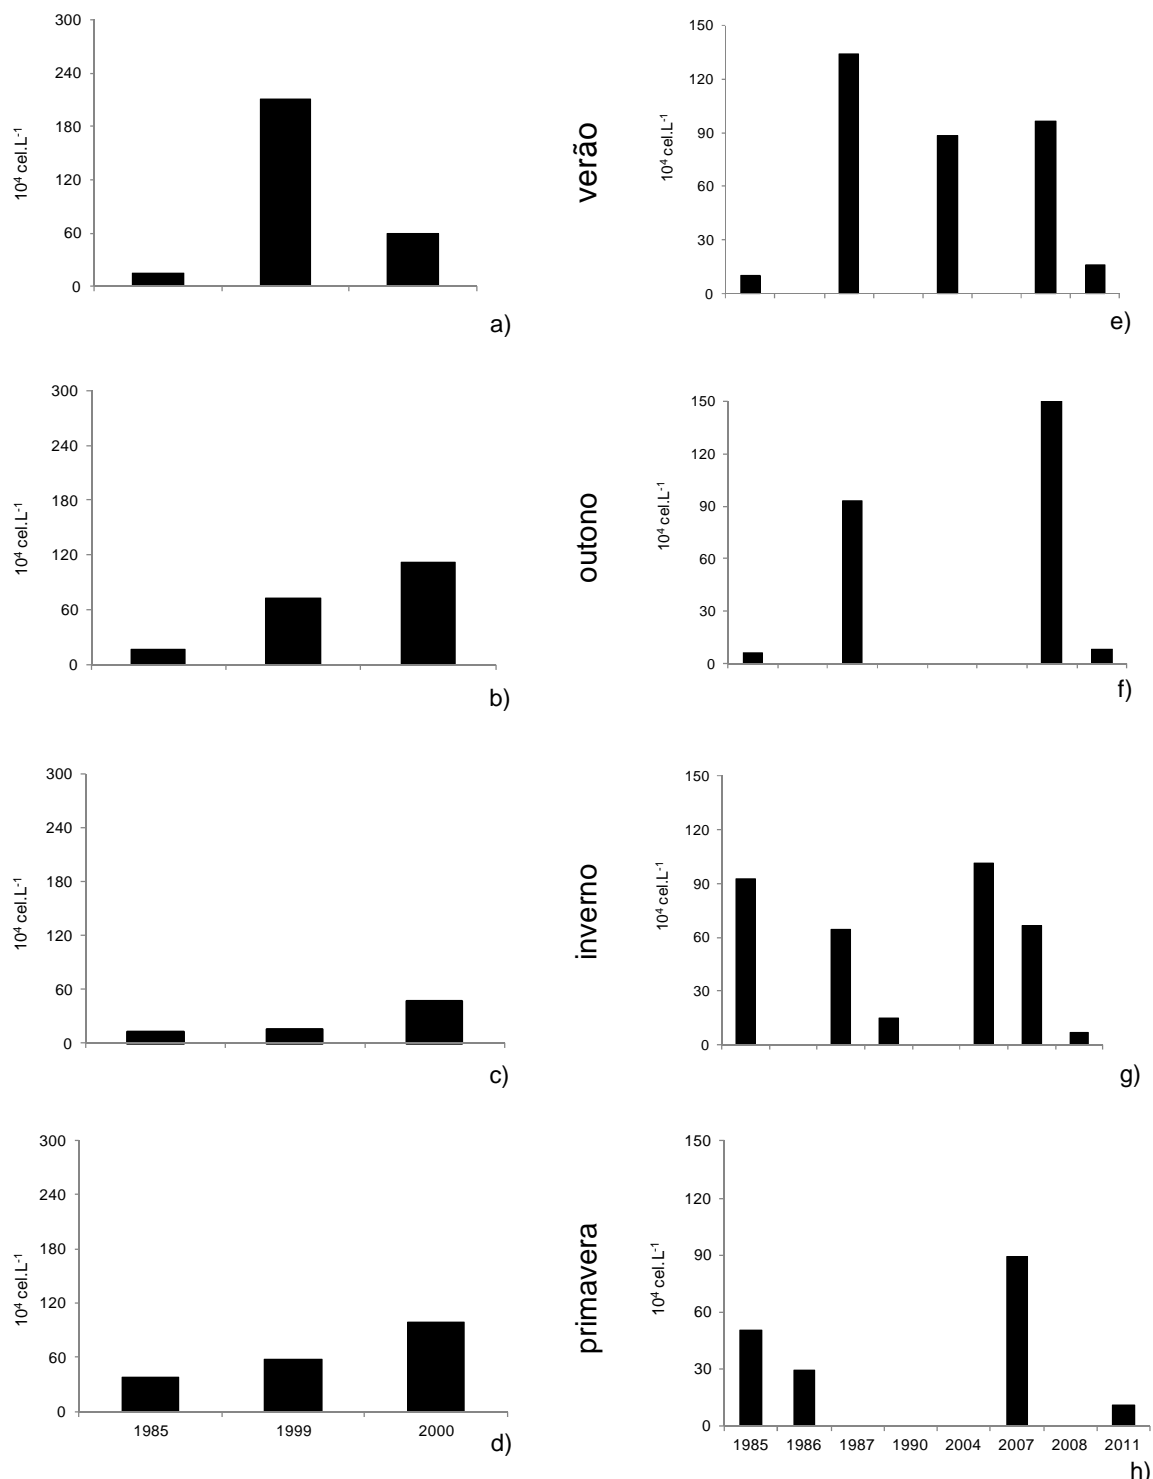 300
240
180
120
60
0
10⁴ cel.L⁻¹
a)
verão
150
120
90
60
30
0
10⁴ cel.L⁻¹
e)
300
240
180
120
60
0
10⁴ cel.L⁻¹
b)
outono
150
120
90
60
30
0
10⁴ cel.L⁻¹
f)
300
240
180
120
60
0
10⁴ cel.L⁻¹
c)
inverno
150
120
90
60
30
0
10⁴ cel.L⁻¹
g)
300
240
180
120
60
0
10⁴ cel.L⁻¹
1985 1999 2000
d)
primavera
150
120
90
60
30
0
10⁴ cel.L⁻¹
1985 1986 1987 1990 2004 2007 2008 2011
h)